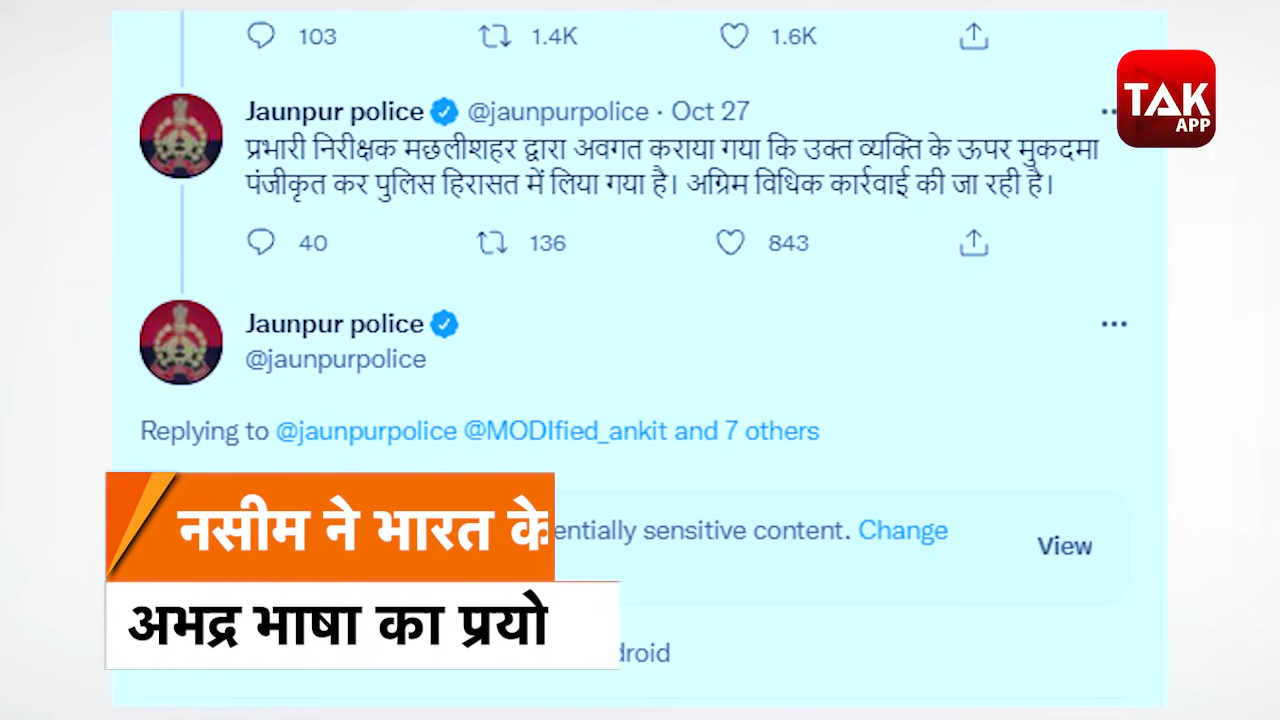 103 1.4K 1.6K
TAK
APP
Jaunpur police @jaunpurpolice · Oct 27
प्रभारी निरीक्षक मछलीशहर द्वारा अवगत कराया गया कि उक्त व्यक्ति के ऊपर मुकदमा
पंजीकृत कर पुलिस हिरासत में लिया गया है। अग्रिम विधिक कार्रवाई की जा रही है।
40 136 843
Jaunpur police
@jaunpurpolice
Replying to @jaunpurpolice @MODIfied_ankit and 7 others
entially sensitive content. Change
View
नसीम ने भारत के
अभद्र भाषा का प्रयो
droid